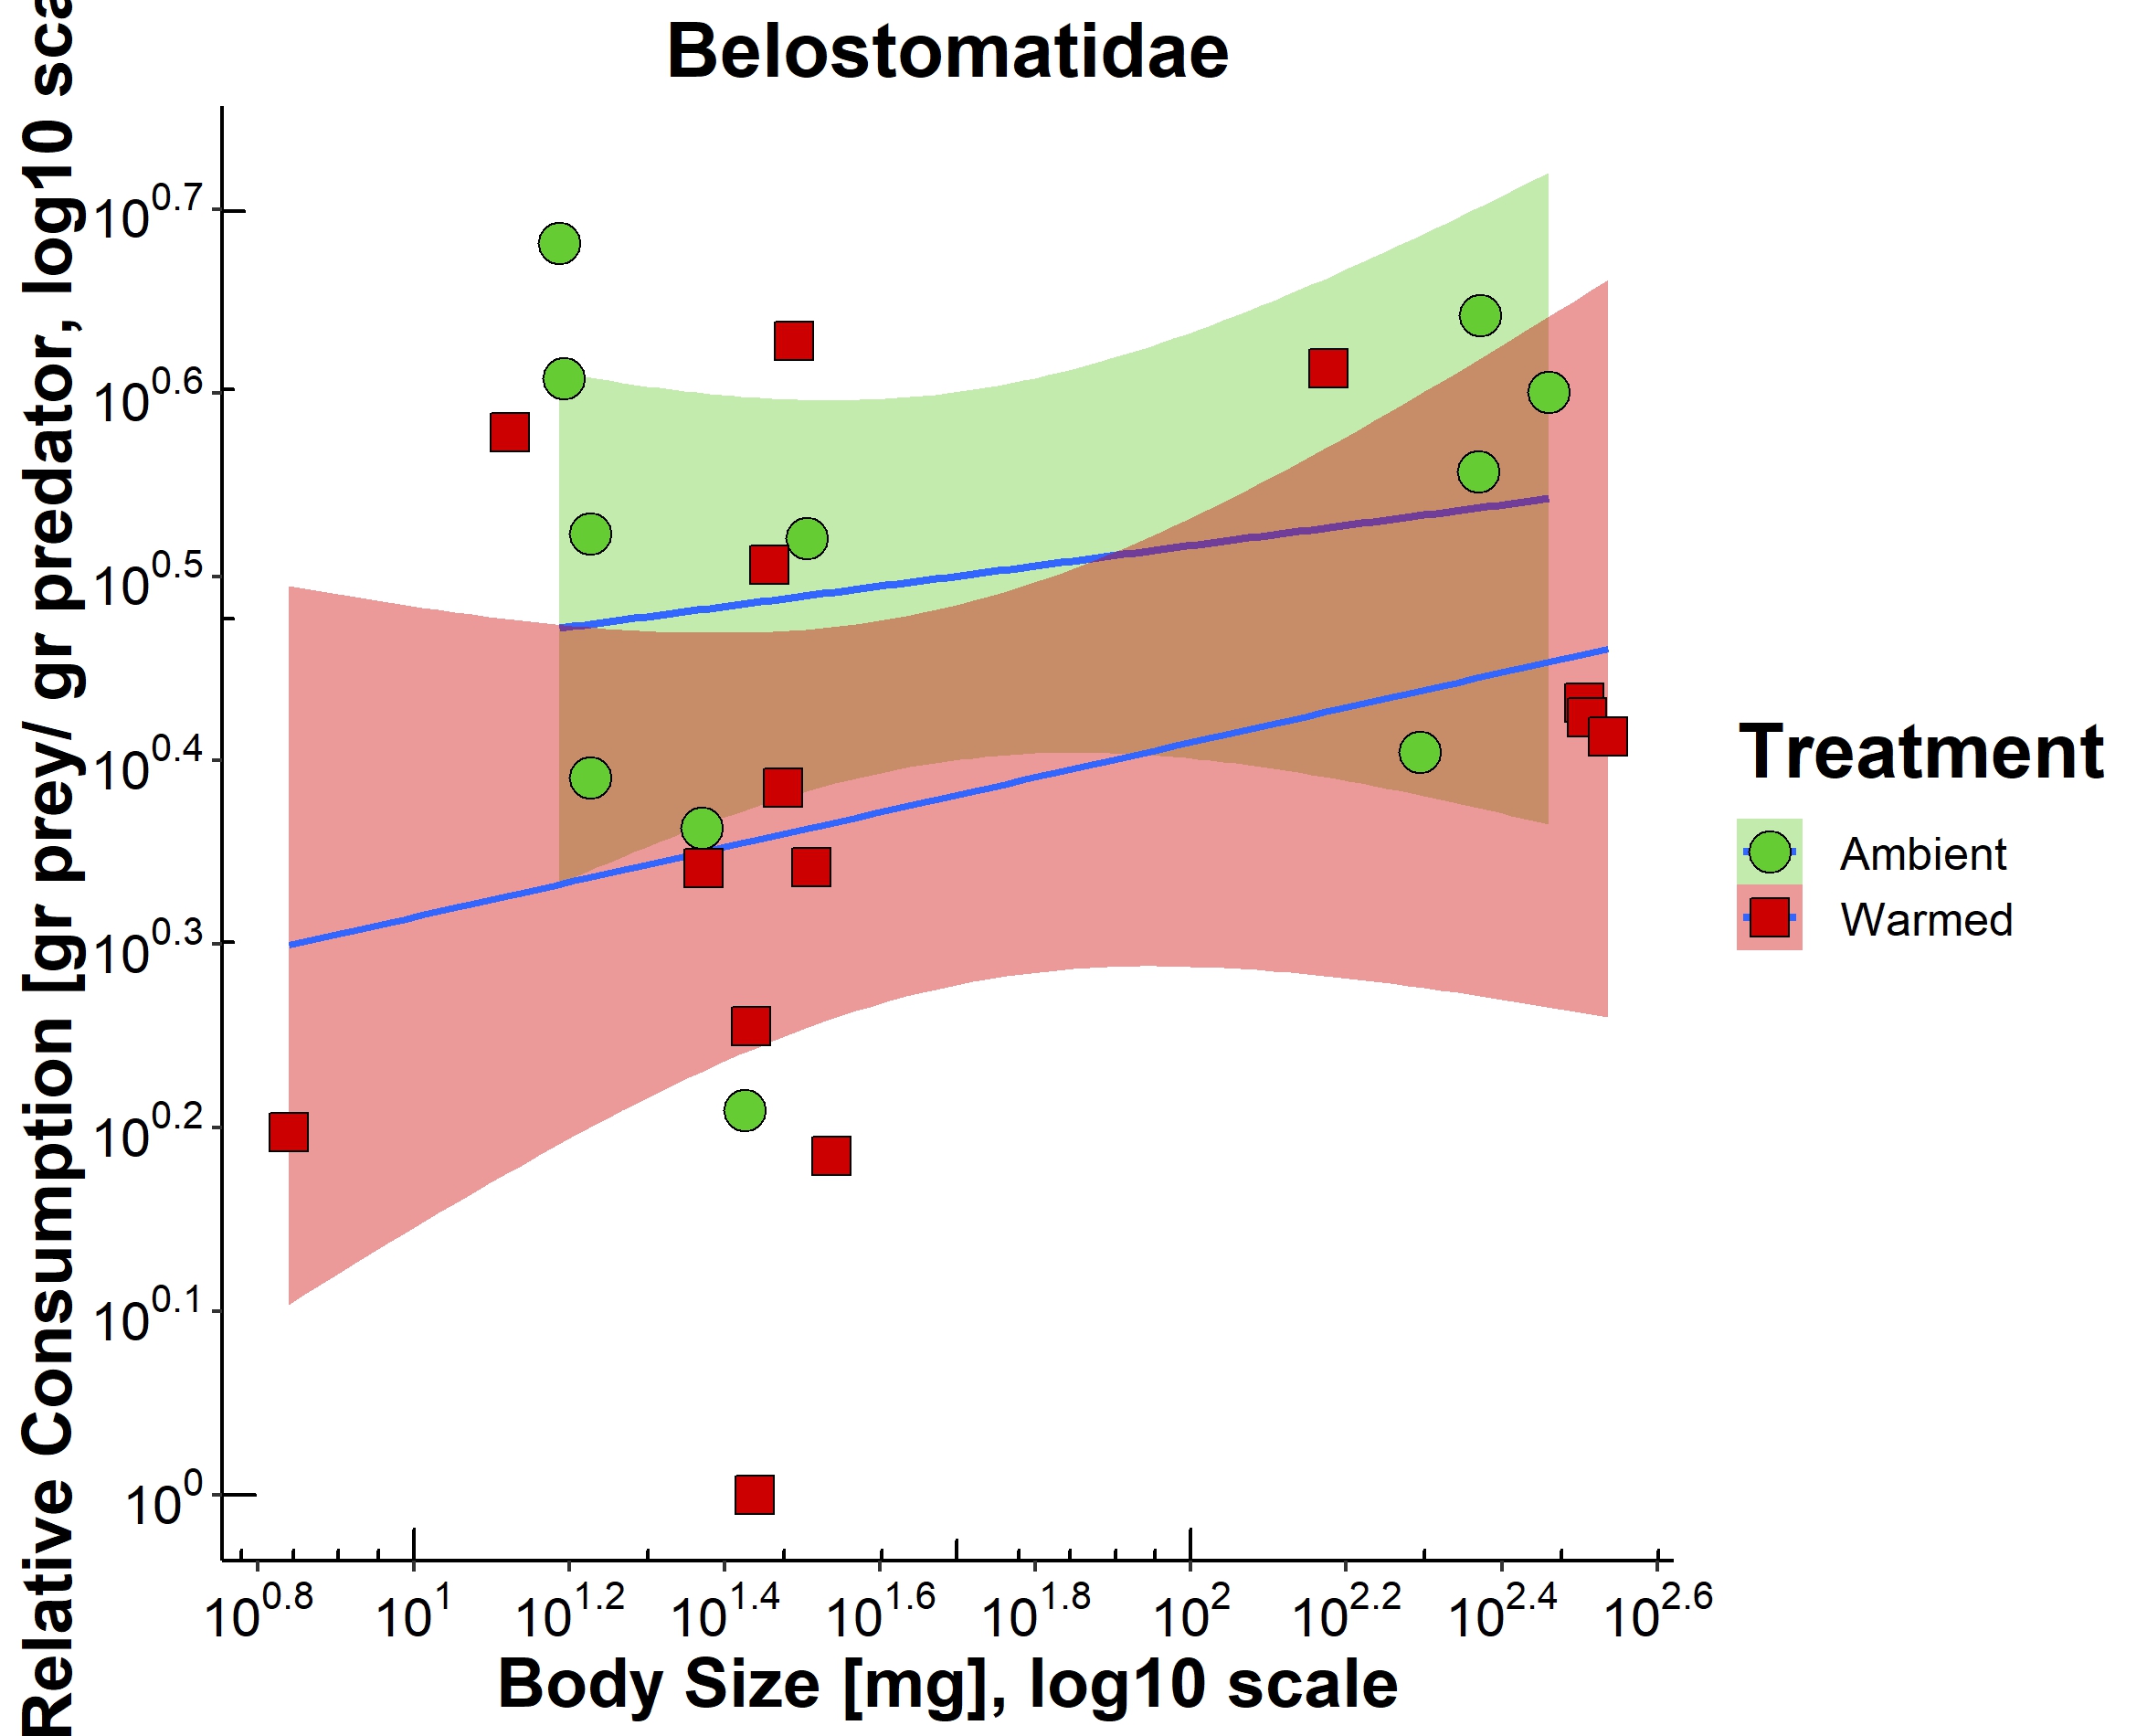 Belostomatidae
Relative Consumption [gr prey/ gr predator, log10 sca
10^0.7
10^0.6
10^0.5
10^0.4
10^0.3
10^0.2
10^0.1
10^0
10^0.8 10^1 10^1.2 10^1.4 10^1.6 10^1.8 10^2 10^2.2 10^2.4 10^2.6
Body Size [mg], log10 scale
Treatment
Ambient
Warmed